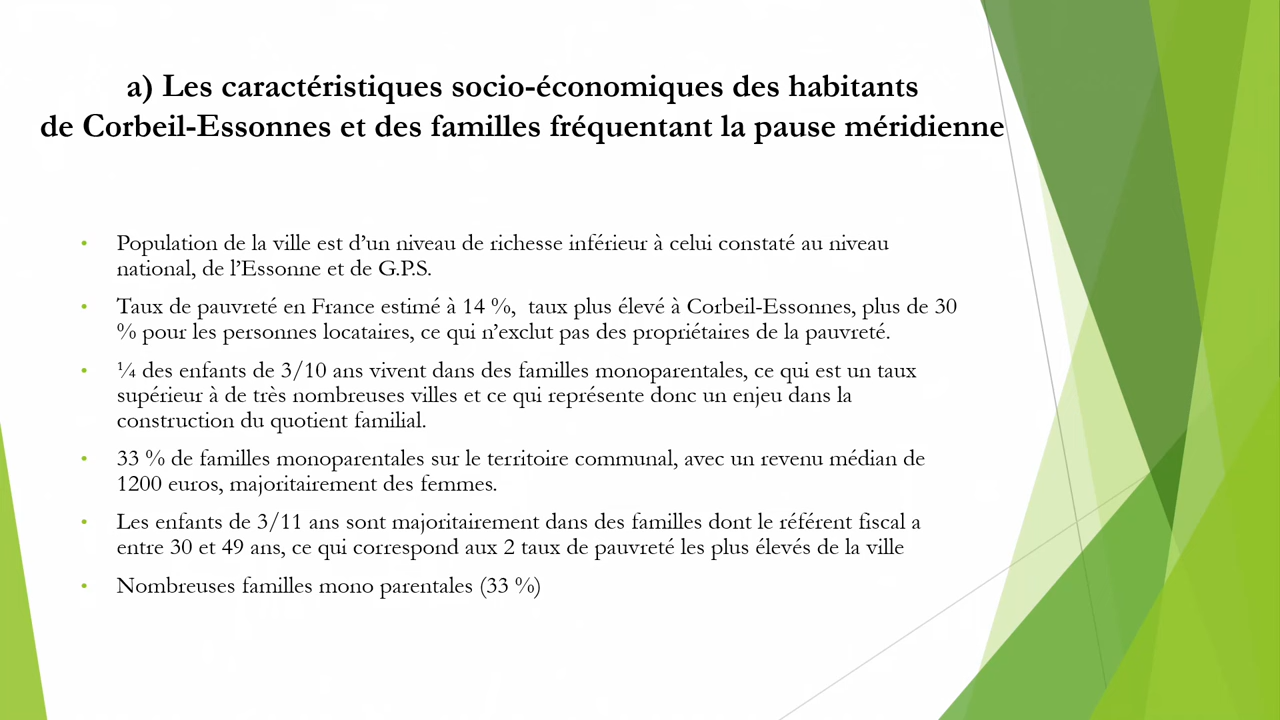 a) Les caractéristiques socio-économiques des habitants
de Corbeil-Essonnes et des familles fréquentant la pause méridienne
• Population de la ville est d’un niveau de richesse inférieur à celui constaté au niveau
national, de l’Essonne et de G.P.S.
• Taux de pauvreté en France estimé à 14 %, taux plus élevé à Corbeil-Essonnes, plus de 30
% pour les personnes locataires, ce qui n’exclut pas des propriétaires de la pauvreté.
• ¼ des enfants de 3/10 ans vivent dans des familles monoparentales, ce qui est un taux
supérieur à de très nombreuses villes et ce qui représente donc un enjeu dans la
construction du quotient familial.
• 33 % de familles monoparentales sur le territoire communal, avec un revenu médian de
1200 euros, majoritairement des femmes.
• Les enfants de 3/11 ans sont majoritairement dans des familles dont le référent fiscal a
entre 30 et 49 ans, ce qui correspond aux 2 taux de pauvreté les plus élevés de la ville
• Nombreuses familles mono parentales (33 %)